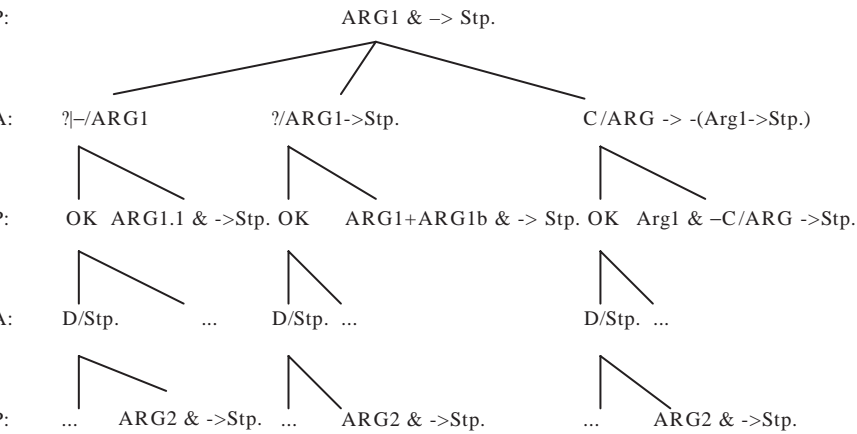 P: ARG1 & –> Stp.
A: ?|–/ARG1 ?/ARG1->Stp. C/ARG -> -(Arg1->Stp.)
P: OK ARG1.1 & ->Stp. OK ARG1+ARG1b & -> Stp. OK Arg1 & –C/ARG ->Stp.
A: D/Stp. ... D/Stp. ... D/Stp. ...
P: ... ARG2 & ->Stp. ... ARG2 & ->Stp. ... ARG2 & ->Stp.